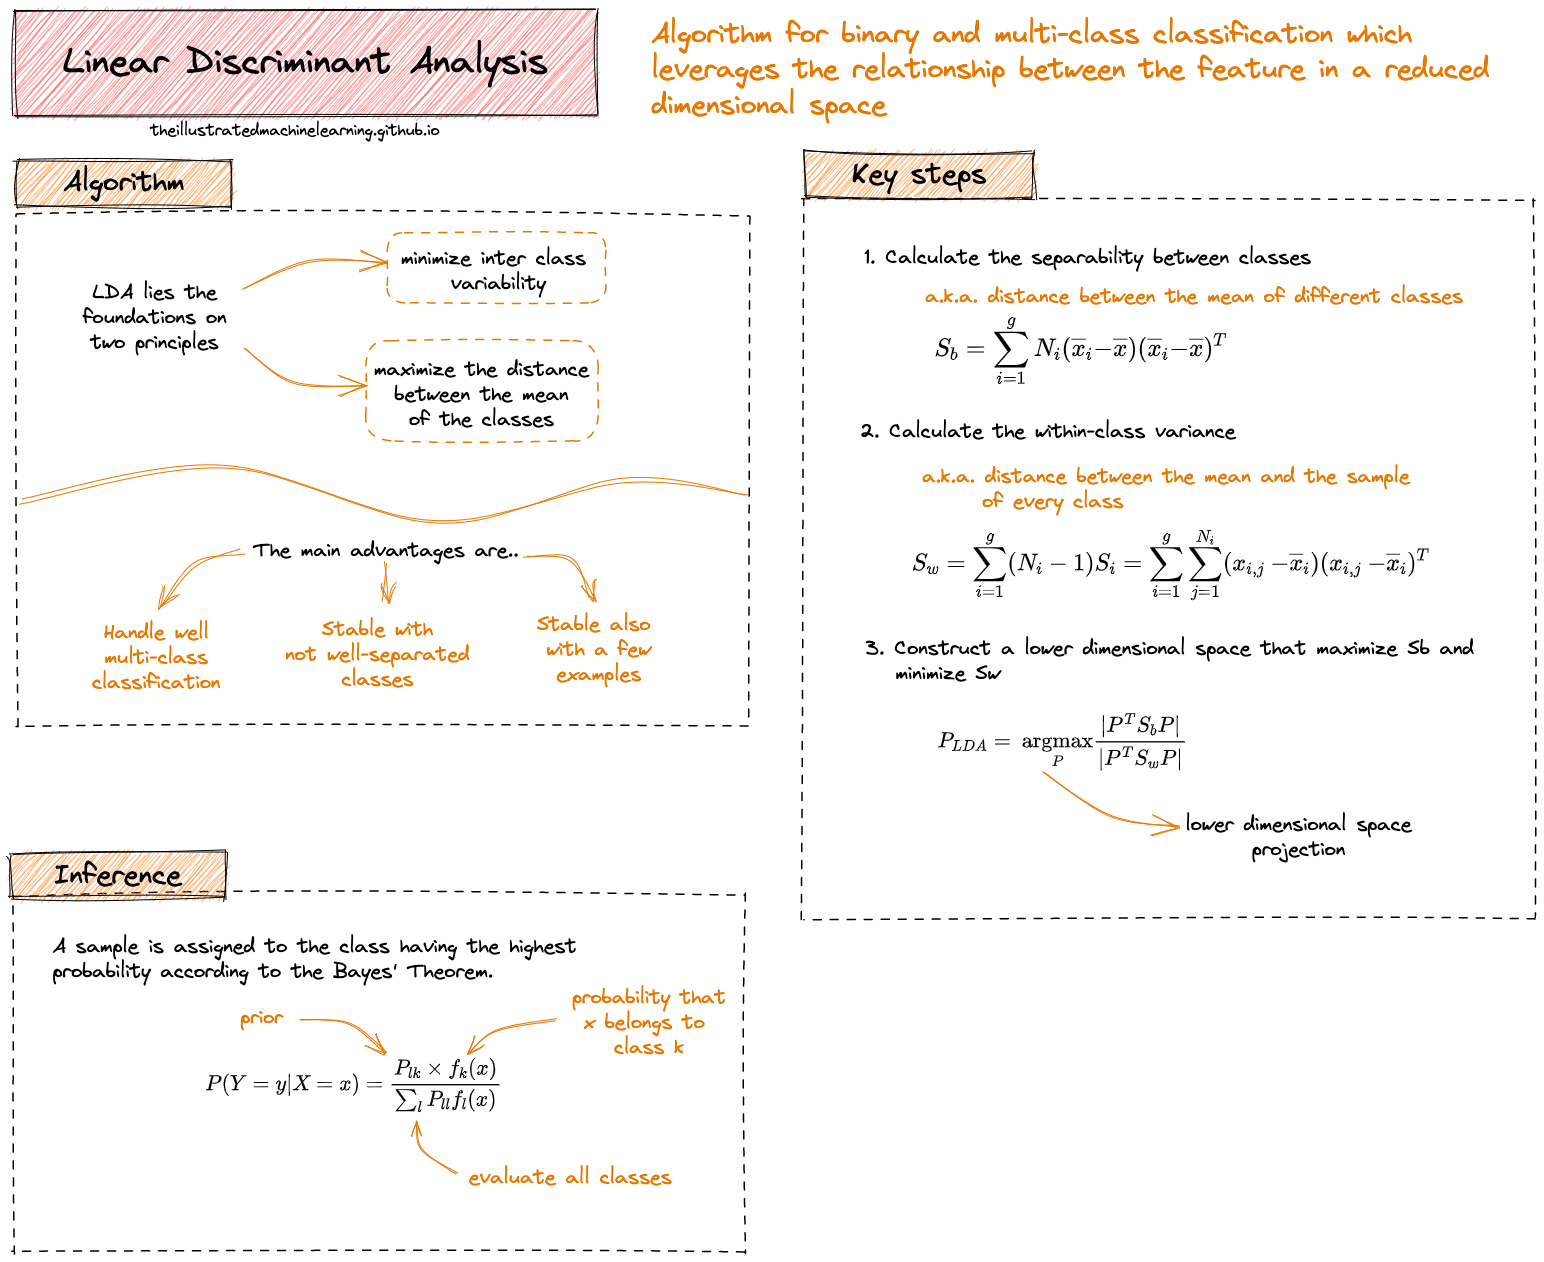 Linear Discriminant Analysis
theillustratedmachinelearning.github.io
Algorithm for binary and multi-class classification which
leverages the relationship between the feature in a reduced
dimensional space
Algorithm
LDA lies the
foundations on
two principles
minimize inter class
variability
maximize the distance
between the mean
of the classes
The main advantages are..
Handle well
multi-class
classification
Stable with
not well-separated
classes
Stable also
with a few
examples
Key steps
1. Calculate the separability between classes
a.k.a. distance between the mean of different classes
$S_b = \sum_{i=1}^{g} N_i(\overline{x}_i - \overline{x})(\overline{x}_i - \overline{x})^T$
2. Calculate the within-class variance
a.k.a. distance between the mean and the sample
of every class
$S_w = \sum_{i=1}^{g} (N_i - 1)S_i = \sum_{i=1}^{g} \sum_{j=1}^{N_i} (x_{i,j} - \overline{x}_i)(x_{i,j} - \overline{x}_i)^T$
3. Construct a lower dimensional space that maximize Sb and
minimize Sw
$P_{LDA} = \underset{P}{\mathrm{argmax}} \frac{|P^T S_b P|}{|P^T S_w P|}$
lower dimensional space
projection
Inference
A sample is assigned to the class having the highest
probability according to the Bayes' Theorem.
prior
probability that
x belongs to
class k
$P(Y = y|X = x) = \frac{P_{lk} \times f_k(x)}{\sum_l P_{ll} f_l(x)}$
evaluate all classes